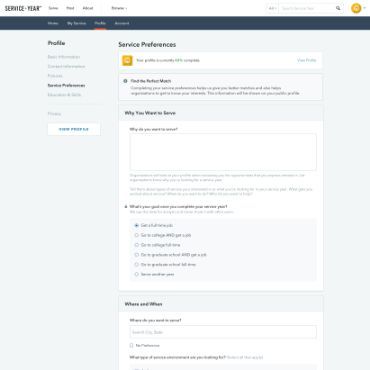 SERVICE+YEAR
Serve
Host
About
Browse
All
Search Service Year
Home
My Service
Profile
Account
Profile
Basic Information
Contact Information
Policies
Service Preferences
Education & Skills
Privacy
VIEW PROFILE
Service Preferences
Your profile is currently complete.
View Profile
Find the Perfect Match
Completing your service preferences helps us give you better matches and also helps
organizations to get to know your interests. This information will be shown on your public profile.
Why You Want to Serve
Why do you want to serve?
What's your goal once you complete your service year?
Get a full time job
Go to college AND get a job
Go to college full time
Go to graduate school AND get a job
Go to graduate school full time
Serve another year
Where and When
Where do you want to serve?
Search City, State
No Preference
What type of service environment are you looking for?